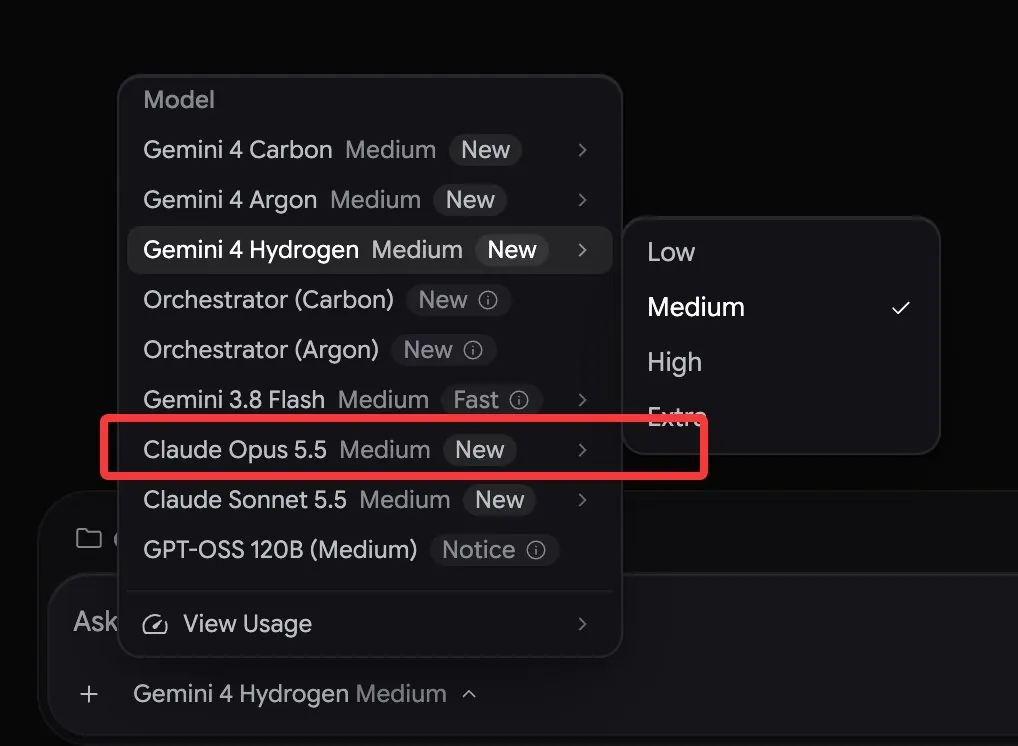 Model
Gemini 4 Carbon Medium New
Gemini 4 Argon Medium New
Gemini 4 Hydrogen Medium New
Orchestrator (Carbon) New
Orchestrator (Argon) New
Gemini 3.8 Flash Medium Fast
Claude Opus 5.5 Medium New
Claude Sonnet 5.5 Medium New
GPT-OSS 120B (Medium) Notice
View Usage
Low
Medium
High
Extra
Ask
Gemini 4 Hydrogen Medium